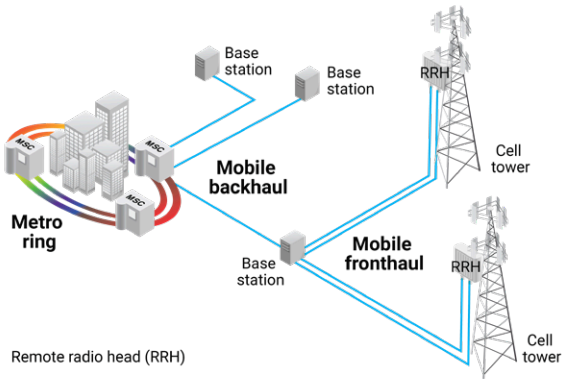 Base
station
Base
station
RRH
MSC
MSC
MSC
Mobile
backhaul
Cell
tower
Metro
ring
Base
station
Mobile
fronthaul
RRH
Cell
tower
Remote radio head (RRH)